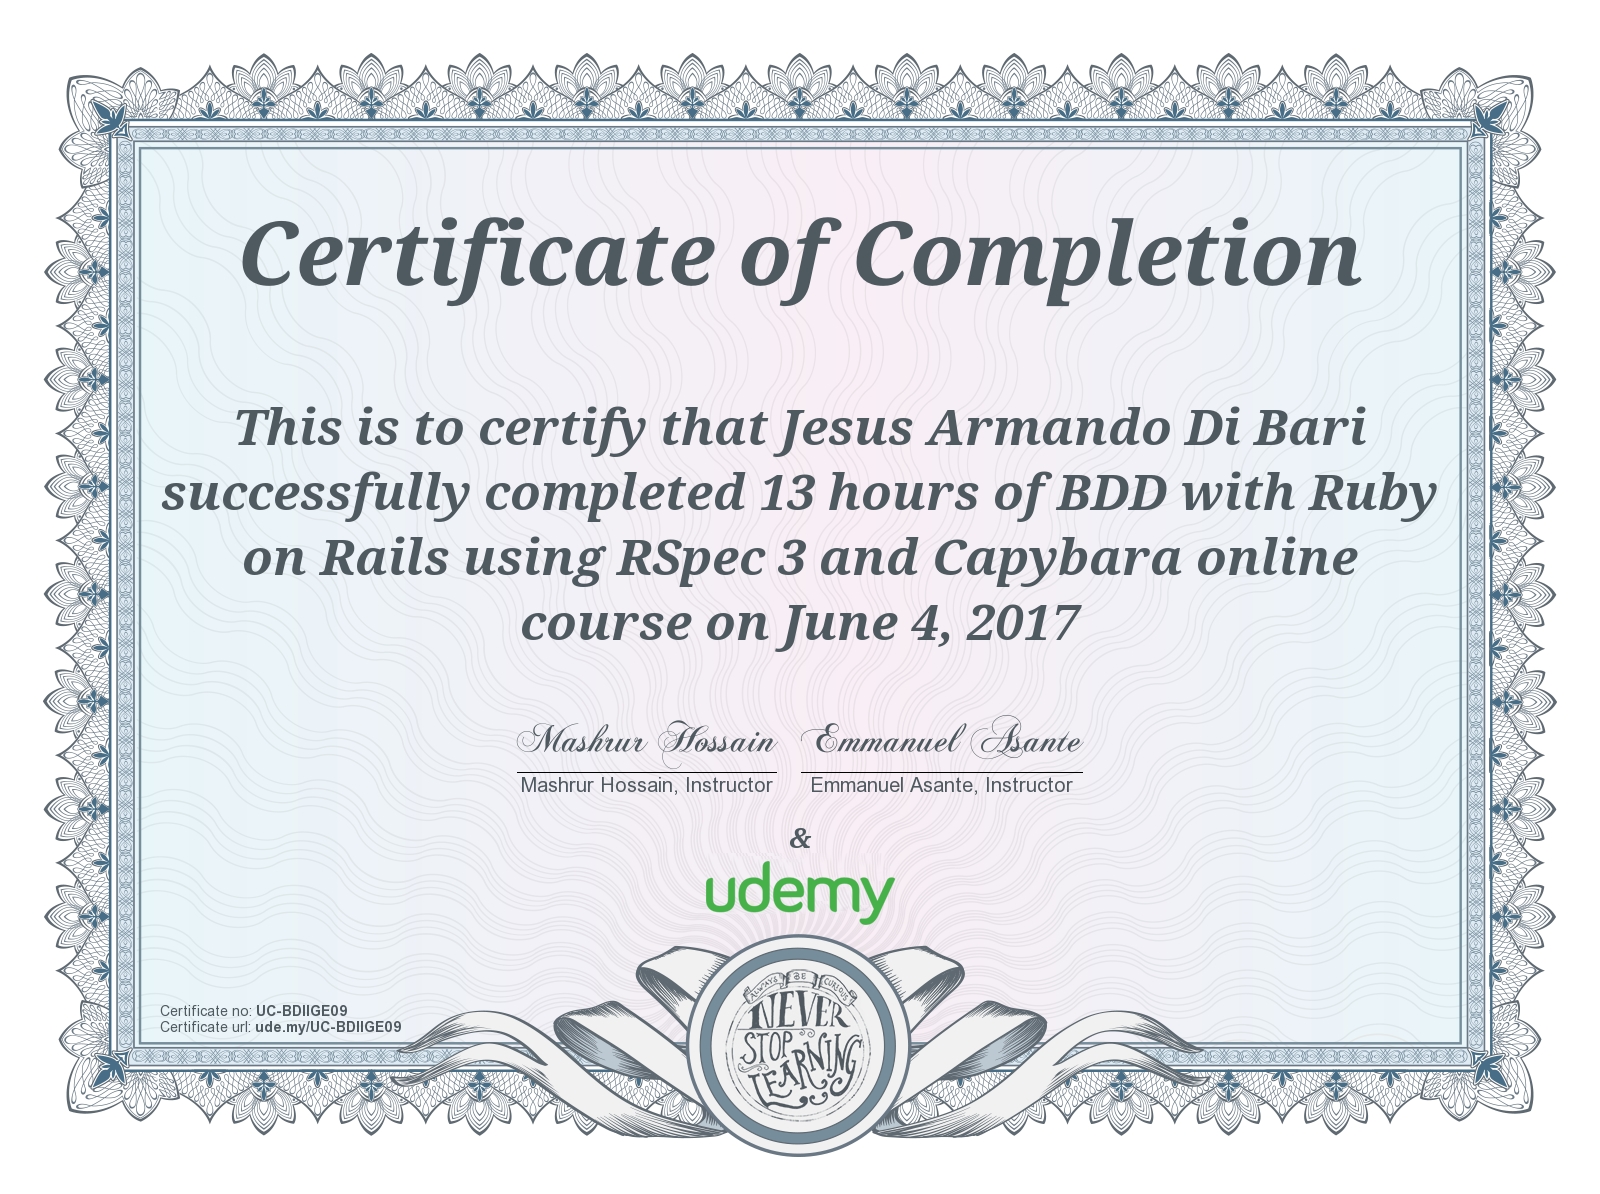 Certificate of Completion
This is to certify that Jesus Armando Di Bari
successfully completed 13 hours of BDD with Ruby
on Rails using RSpec 3 and Capybara online
course on June 4, 2017
Mashrur Hossain Emmanuel Asante
Mashrur Hossain, Instructor Emmanuel Asante, Instructor
&
udemy
Certificate no: UC-BDIIGE09
Certificate url: ude.my/UC-BDIIGE09
ALWAYS BE CURIOUS
NEVER
STOP
LEARNING